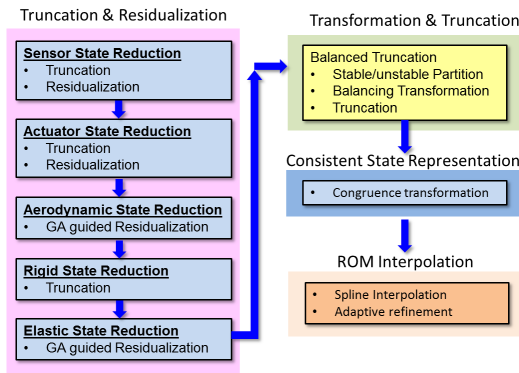 Truncation & Residualization
Sensor State Reduction
• Truncation
• Residualization
Actuator State Reduction
• Truncation
• Residualization
Aerodynamic State Reduction
• GA guided Residualization
Rigid State Reduction
• Truncation
Elastic State Reduction
• GA guided Residualization
Transformation & Truncation
Balanced Truncation
• Stable/unstable Partition
• Balancing Transformation
• Truncation
Consistent State Representation
• Congruence transformation
ROM Interpolation
• Spline Interpolation
• Adaptive refinement